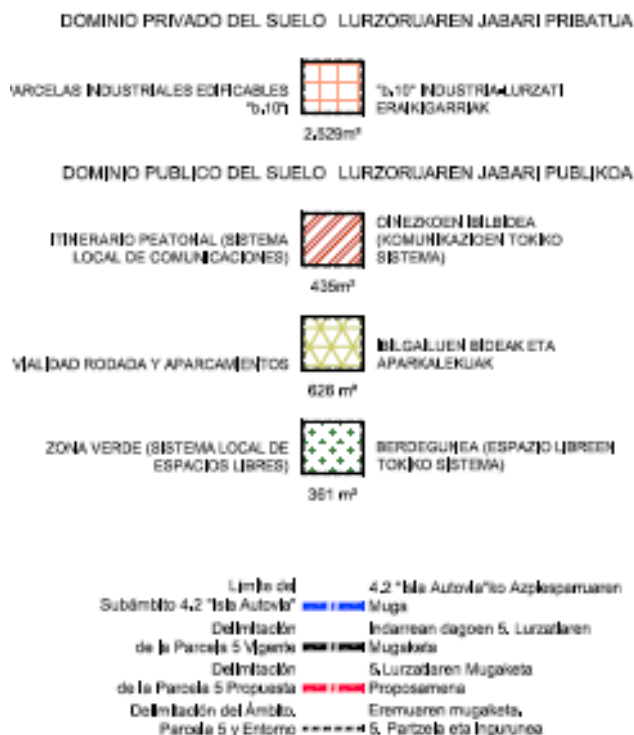 DOMINIO PRIVADO DEL SUELO LURZORUAREN JABARI PRIBATUA
PARCELAS INDUSTRIALES EDIFICABLES
"b.10"
"b.10" INDUSTRIA-LURZATI
ERAIKIGARRIAK
2.529m²
DOMINIO PUBLICO DEL SUELO LURZORUAREN JABARI PUBLIKOA
ITINERARIO PEATONAL (SISTEMA
LOCAL DE COMUNICACIONES)
OINEZKOEN IBILBIDEA
(KOMUNIKAZIOEN TOKIKO
SISTEMA)
435m²
VIALIDAD RODADA Y APARCAMIENTOS
IBILGAILUEN BIDEAK ETA
APARKALEKUAK
626 m²
ZONA VERDE (SISTEMA LOCAL DE
ESPACIOS LIBRES)
BERDEGUNEA (ESPAZIO LIBREEN
TOKIKO SISTEMA)
361 m²
Límite del
Subámbito 4.2 "Isla Autovía"
4.2 "Isla Autovia"ko Azpiesparruaren
Muga
Delimitación
de la Parcela 5 Vigente
Indarrean dagoen 5. Lurzatiaren
Mugaketa
Delimitación
de la Parcela 5 Propuesta
5.Lurzatiaren Mugaketa
Proposamena
Delimitación del Ámbito.
Parcela 5 y Entorno
Eremuaren mugaketa.
5. Partzela eta Ingurunea